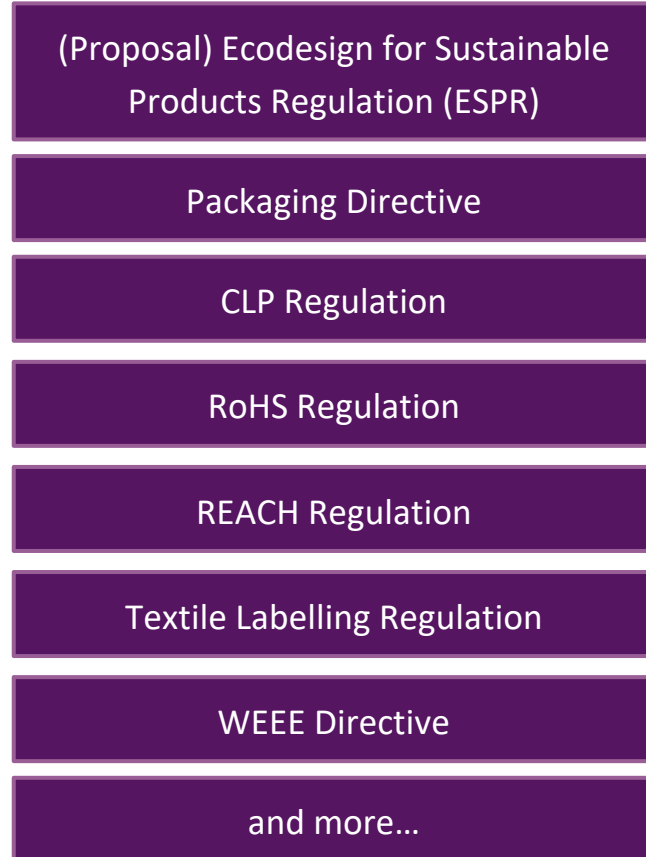 (Proposal) Ecodesign for Sustainable
Products Regulation (ESPR)
Packaging Directive
CLP Regulation
RoHS Regulation
REACH Regulation
Textile Labelling Regulation
WEEE Directive
and more…